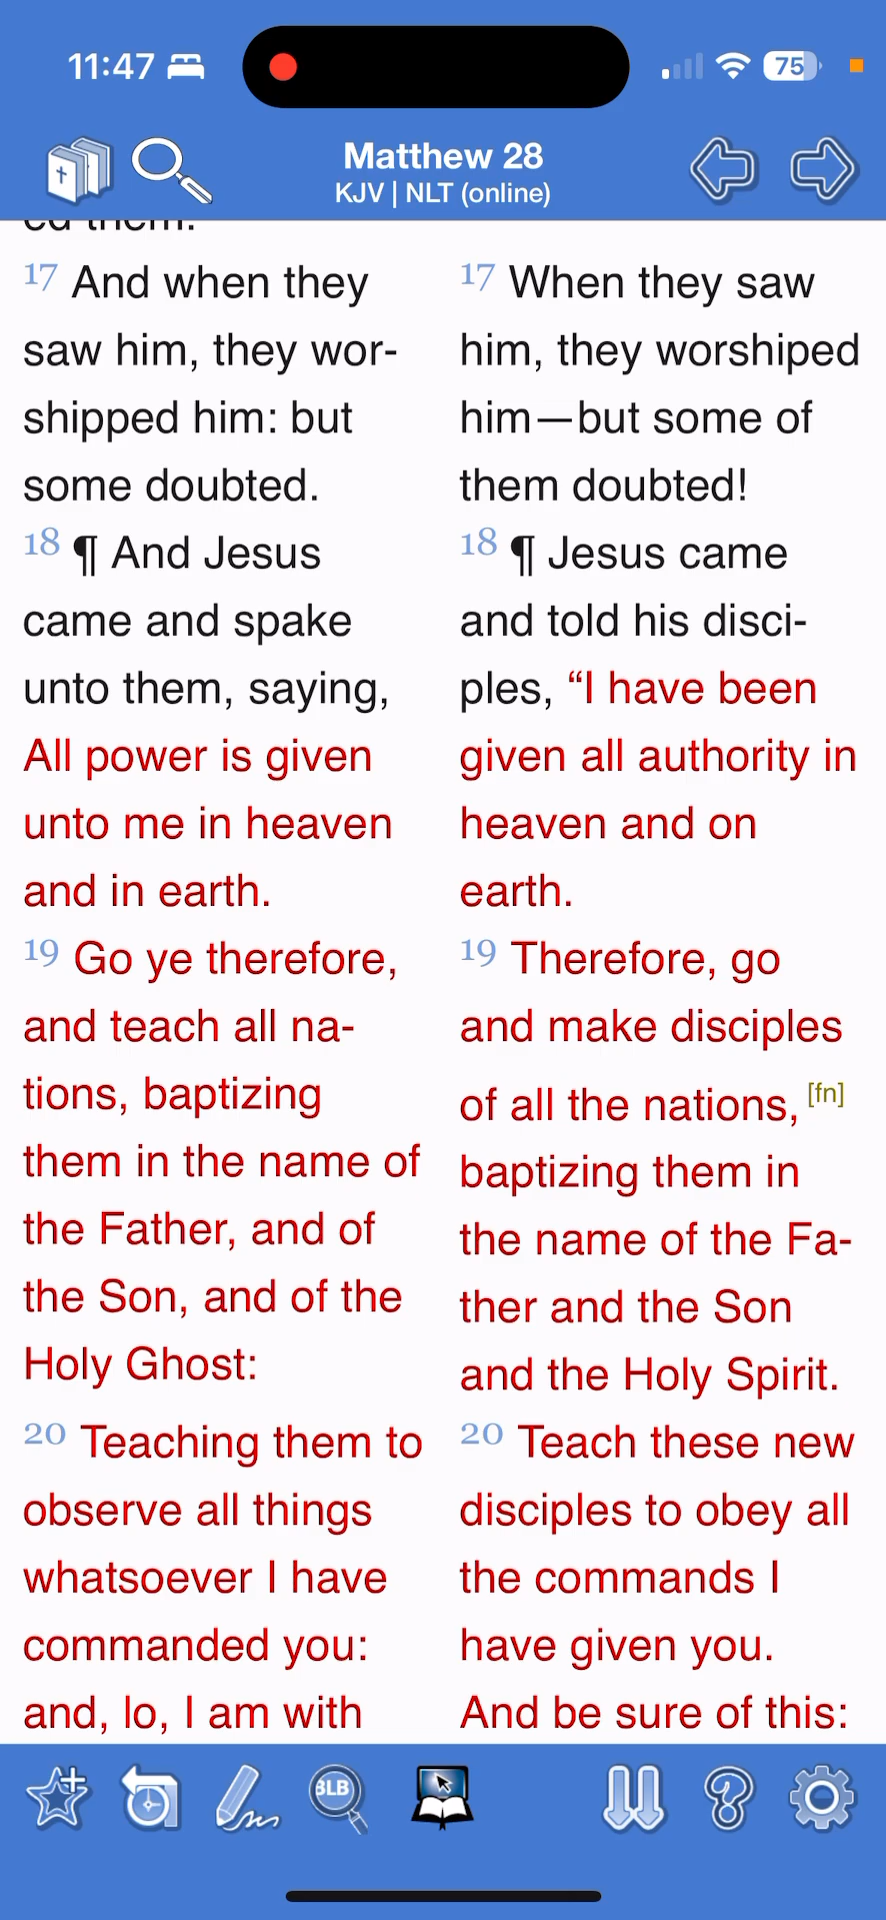 11:47
75
Matthew 28
KJV | NLT (online)
ed them.
17 And when they
saw him, they wor-
shipped him: but
some doubted.
18 ¶ And Jesus
came and spake
unto them, saying,
All power is given
unto me in heaven
and in earth.
19 Go ye therefore,
and teach all na-
tions, baptizing
them in the name of
the Father, and of
the Son, and of the
Holy Ghost:
20 Teaching them to
observe all things
whatsoever I have
commanded you:
and, lo, I am with
17 When they saw
him, they worshiped
him—but some of
them doubted!
18 ¶ Jesus came
and told his disci-
ples, “I have been
given all authority in
heaven and on
earth.
19 Therefore, go
and make disciples
of all the nations, [fn]
baptizing them in
the name of the Fa-
ther and the Son
and the Holy Spirit.
20 Teach these new
disciples to obey all
the commands I
have given you.
And be sure of this:
BLB